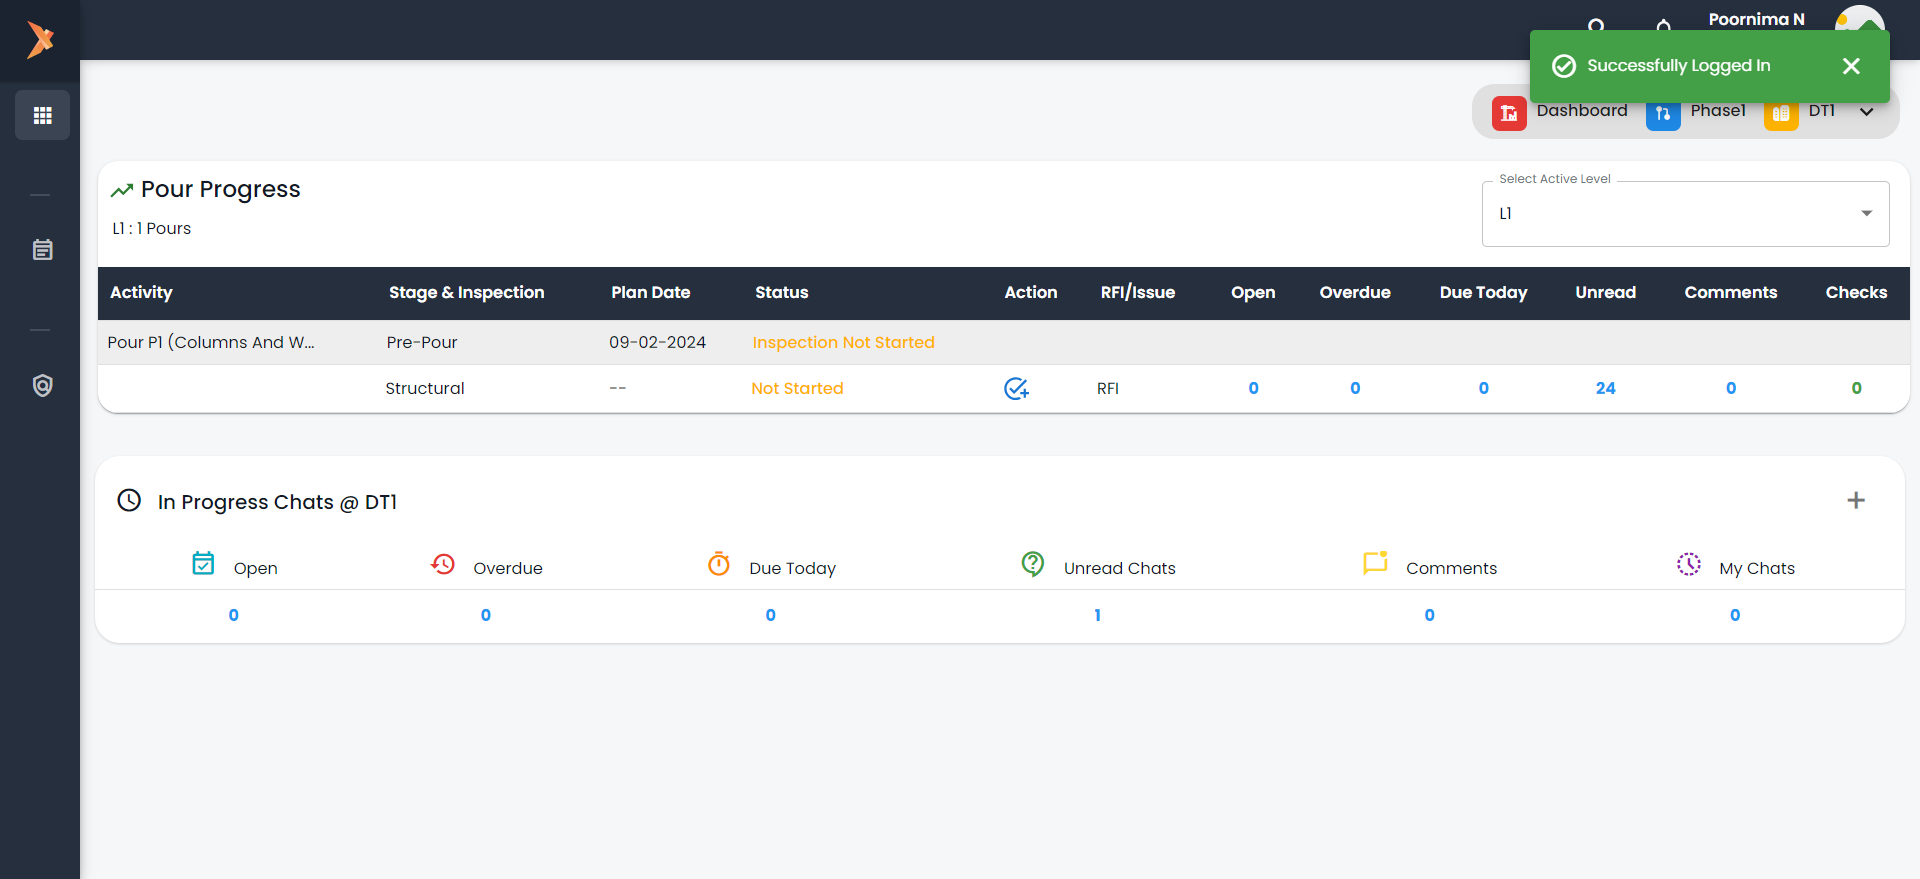 Poornima N
Successfully Logged In
Dashboard Phase1 DT1
Pour Progress
L1 : 1 Pours
Select Active Level
L1
Activity Stage & Inspection Plan Date Status Action RFI/Issue Open Overdue Due Today Unread Comments Checks
Pour P1 (Columns And W... Pre-Pour 09-02-2024 Inspection Not Started
Structural -- Not Started RFI 0 0 0 24 0 0
In Progress Chats @ DT1
Open Overdue Due Today Unread Chats Comments My Chats
0 0 0 1 0 0